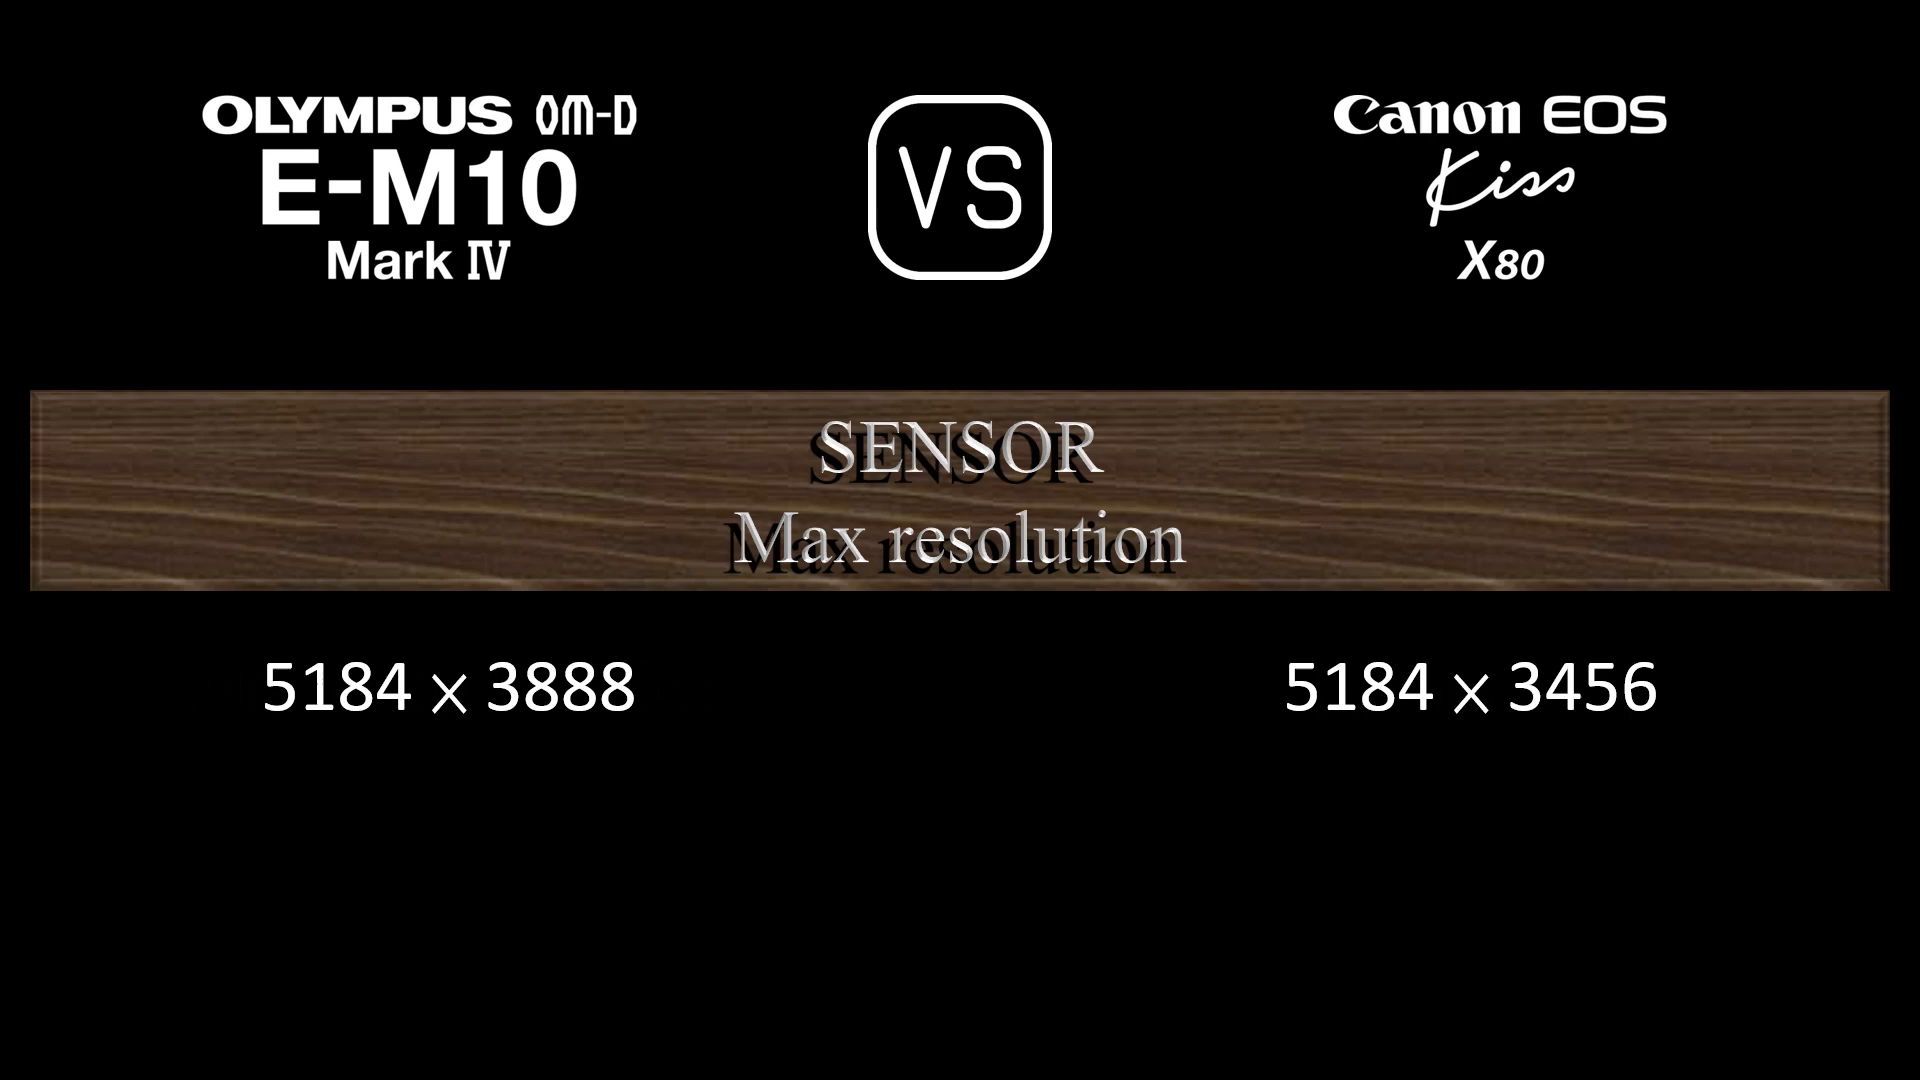 OLYMPUS OM-D
E-M10
Mark IV
VS
Canon EOS
Kiss
X80
SENSOR
Max resolution
5184 x 3888
5184 x 3456